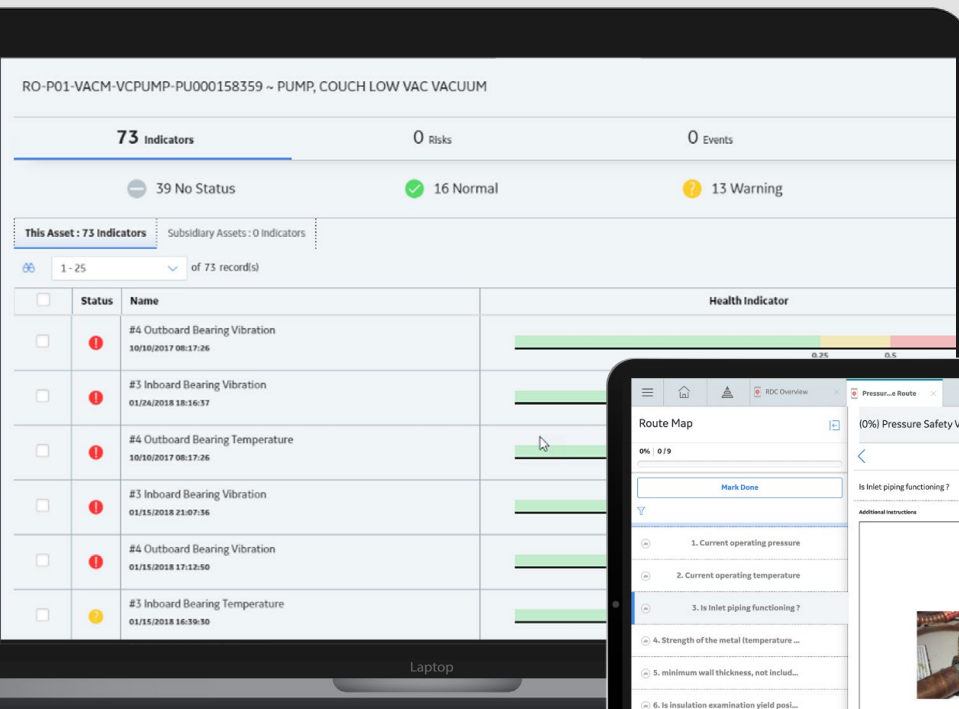 RO-P01-VACM-VCPUMP-PU000158359 ~ PUMP, COUCH LOW VAC VACUUM
73 Indicators
0 Risks
0 Events
39 No Status
16 Normal
13 Warning
This Asset : 73 Indicators
Subsidiary Assets : 0 Indicators
1 - 25
of 73 record(s)
Status
Name
Health Indicator
#4 Outboard Bearing Vibration
10/10/2017 08:17:26
0.25
0.5
#3 Inboard Bearing Vibration
01/24/2018 18:16:37
#4 Outboard Bearing Temperature
10/10/2017 08:17:26
#3 Inboard Bearing Vibration
01/15/2018 21:07:36
#4 Outboard Bearing Vibration
01/15/2018 17:12:50
#3 Inboard Bearing Temperature
01/15/2018 16:39:30
Laptop
RDC Overview
Pressur...e Route
Route Map
0% | 0/9
Mark Done
1. Current operating pressure
2. Current operating temperature
3. Is Inlet piping functioning ?
4. Strength of the metal (temperature ...
5. minimum wall thickness, not includ...
6. Is insulation examination yield posi...
(0%) Pressure Safety V
Is Inlet piping functioning ?
Additional Instructions